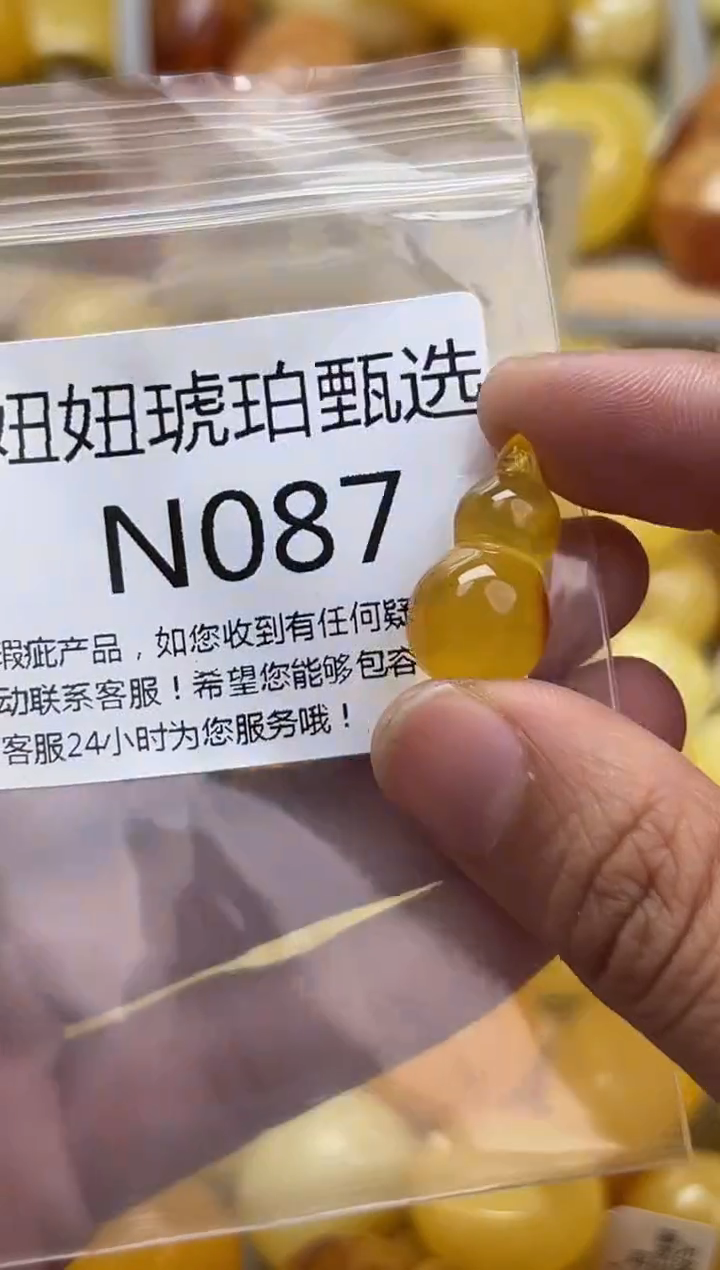 妞妞琥珀甄选
N087
瑕疵产品，如您收到有任何疑
动联系客服！希望您能够包容
客服24小时为您服务哦！